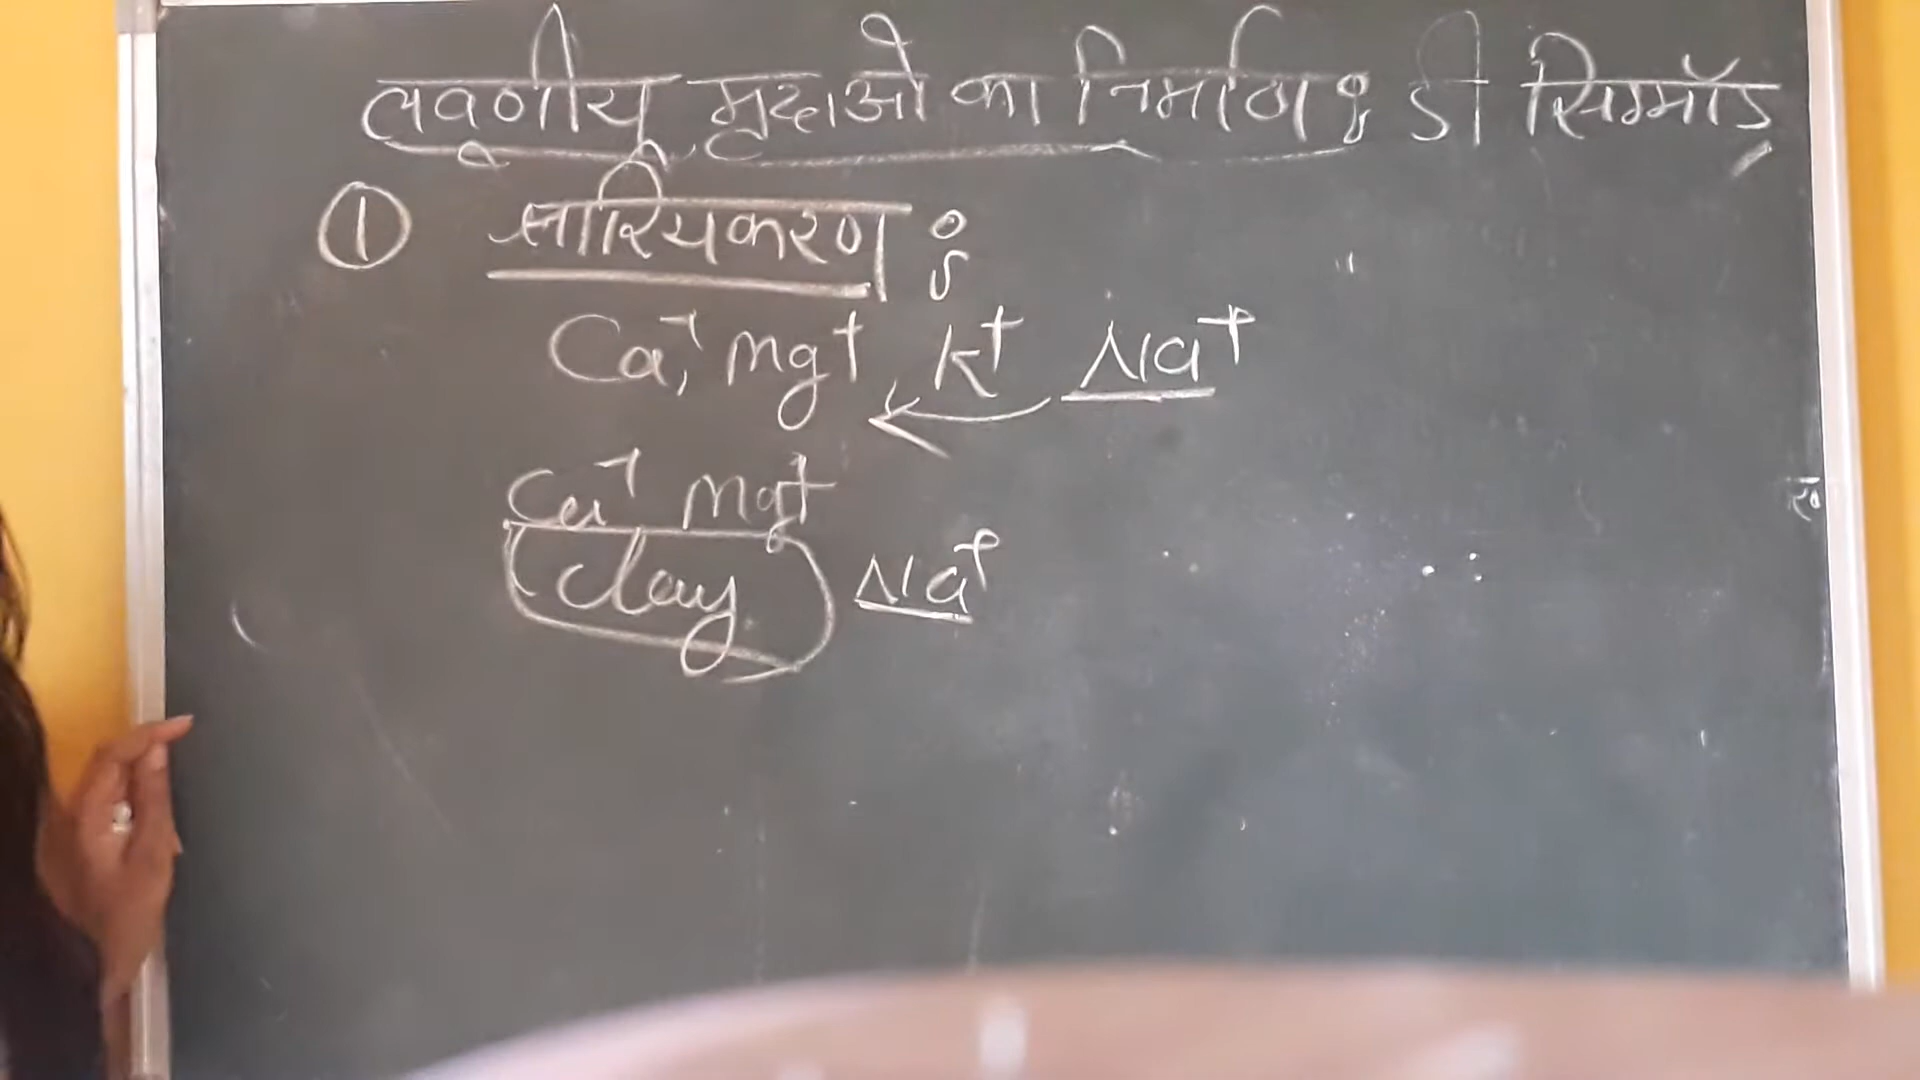 लवणीय मृदाओ का निर्माण : डी सिग्मॉड
① क्षारियकरण :
Ca⁺, Mg⁺ K⁺ Na⁺
Ca⁺ Mg⁺
Clay Na⁺